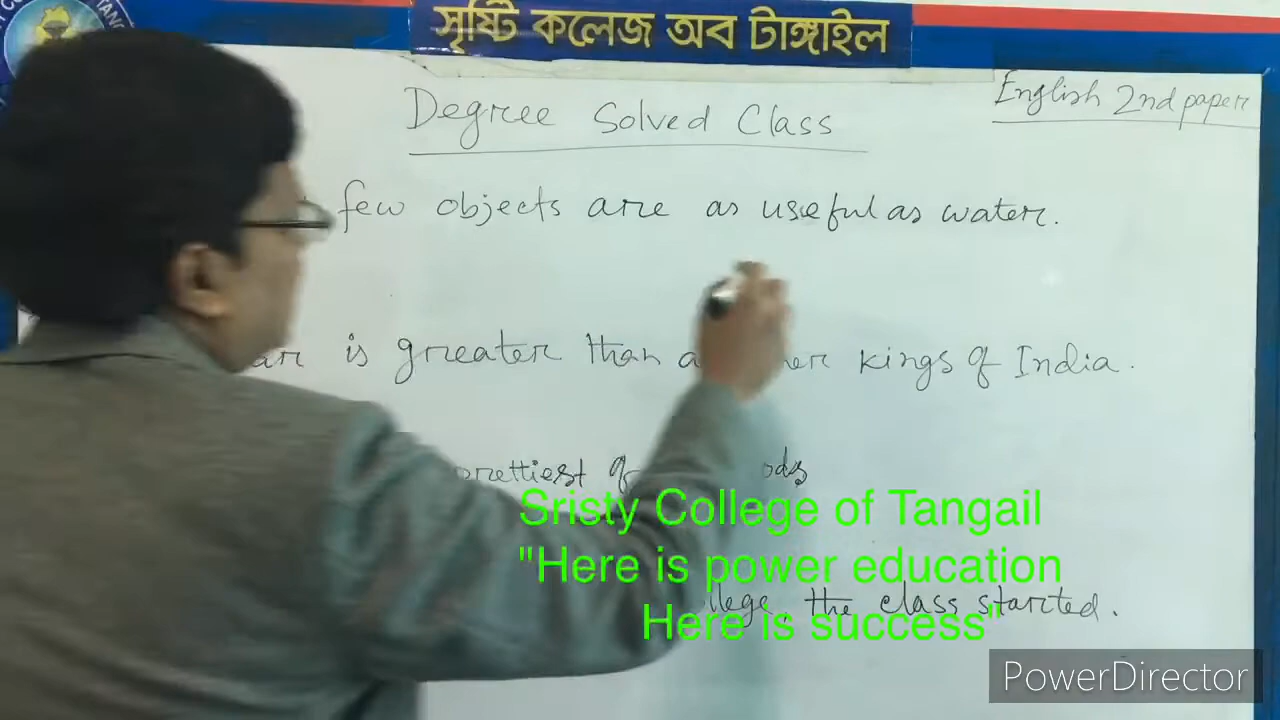 সৃষ্টি কলেজ অব টাঙ্গাইল
English 2nd paper
Degree Solved Class
few objects are as useful as water.
is greater than kings of India.
prettiest of
Sristy College of Tangail
"Here is power education
the class started.
Here is success"
PowerDirector